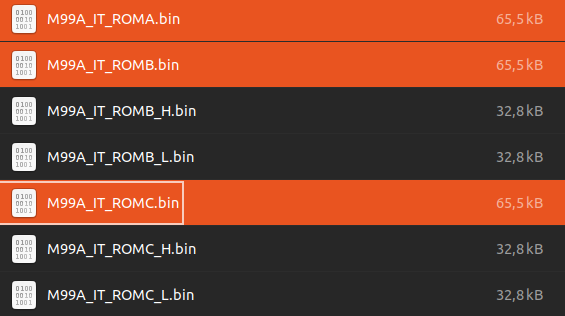 M99A_IT_ROMA.bin 65,5 kB
M99A_IT_ROMB.bin 65,5 kB
M99A_IT_ROMB_H.bin 32,8 kB
M99A_IT_ROMB_L.bin 32,8 kB
M99A_IT_ROMC.bin 65,5 kB
M99A_IT_ROMC_H.bin 32,8 kB
M99A_IT_ROMC_L.bin 32,8 kB